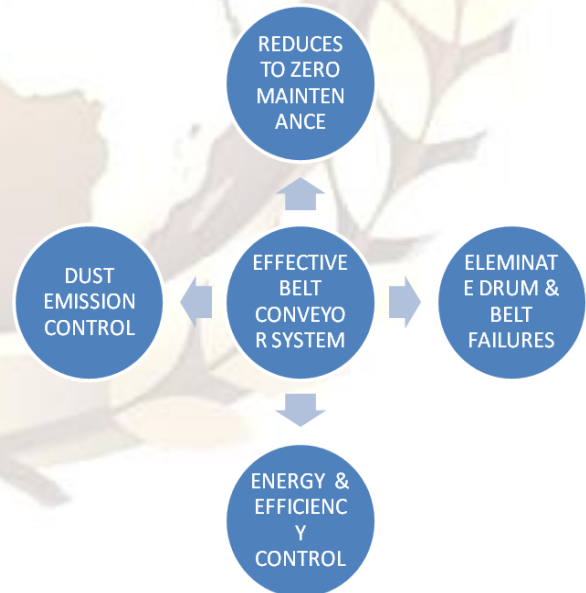 REDUCES
TO ZERO
MAINTEN
ANCE
DUST
EMISSION
CONTROL
EFFECTIVE
BELT
CONVEYO
R SYSTEM
ELEMINAT
E DRUM &
BELT
FAILURES
ENERGY &
EFFICIENC
Y
CONTROL